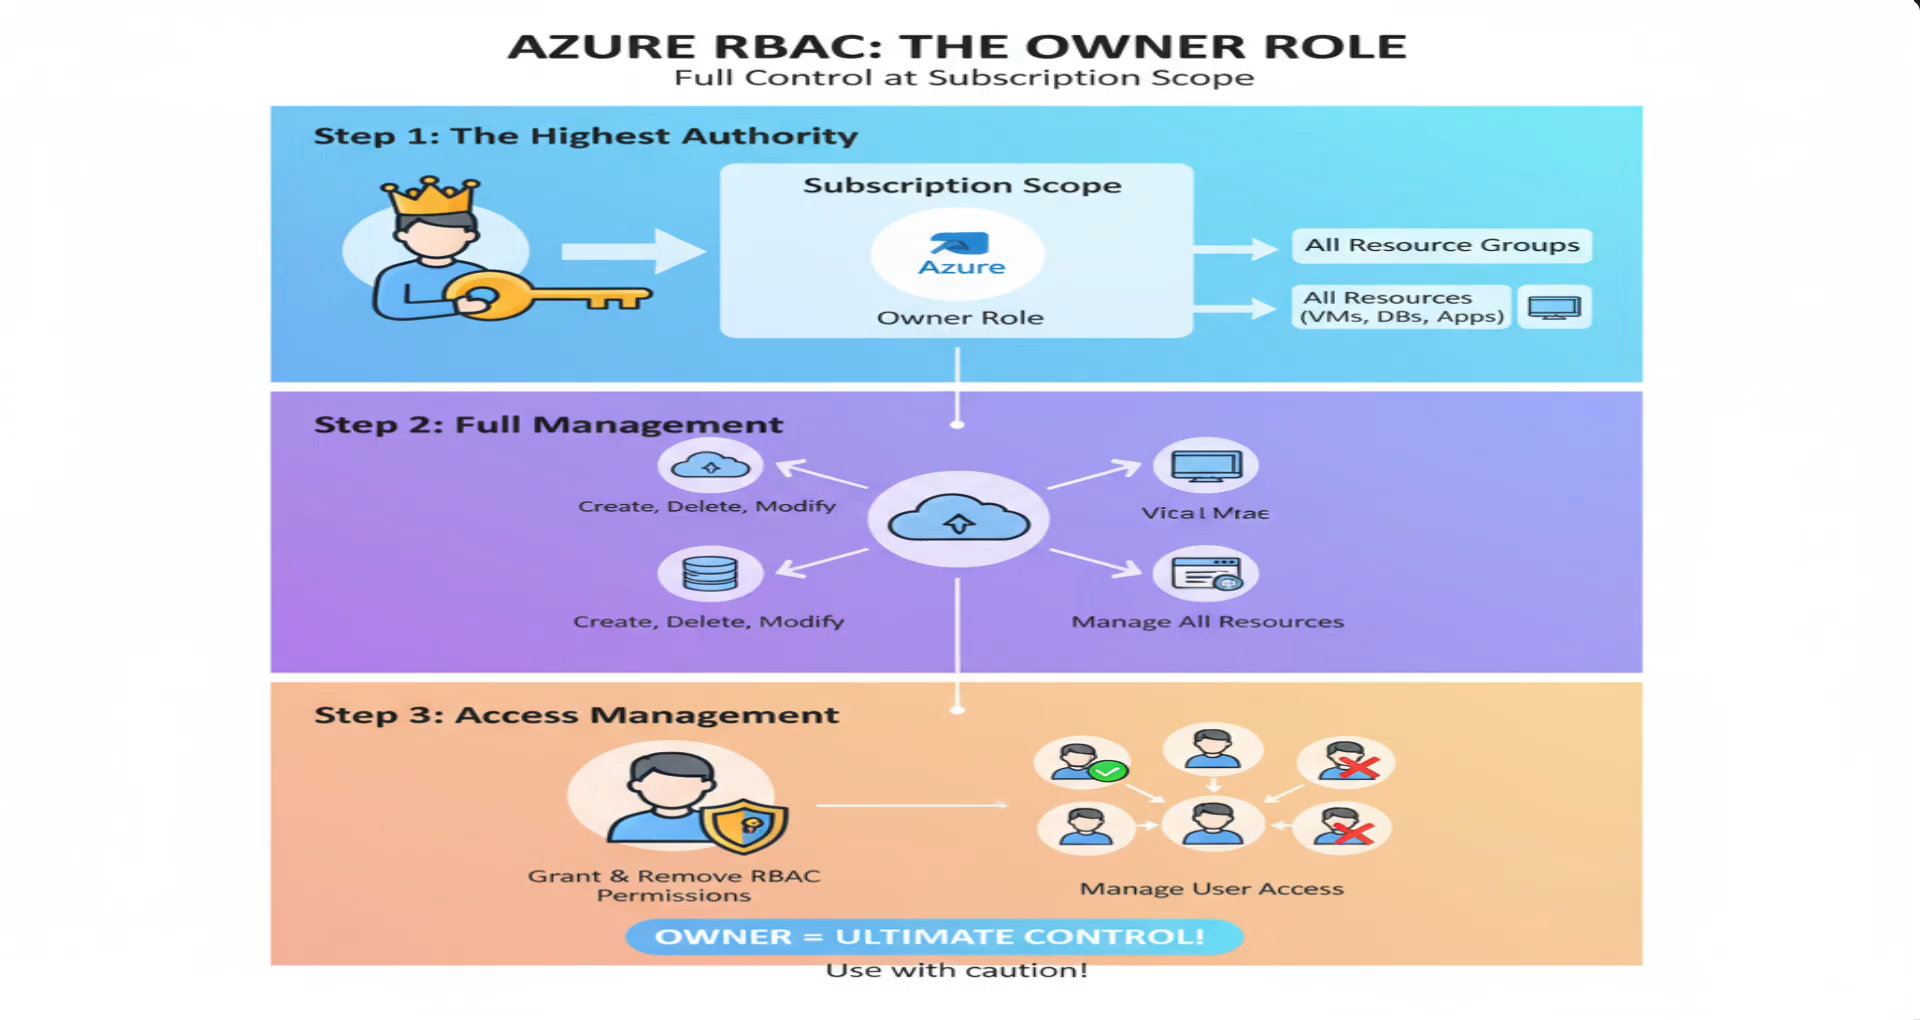 AZURE RBAC: THE OWNER ROLE
Full Control at Subscription Scope
Step 1: The Highest Authority
Subscription Scope
Azure
Owner Role
All Resource Groups
All Resources
(VMs, DBs, Apps)
Step 2: Full Management
Create, Delete, Modify
Create, Delete, Modify
Manage All Resources
Step 3: Access Management
Grant & Remove RBAC
Permissions
Manage User Access
OWNER = ULTIMATE CONTROL!
Use with caution!